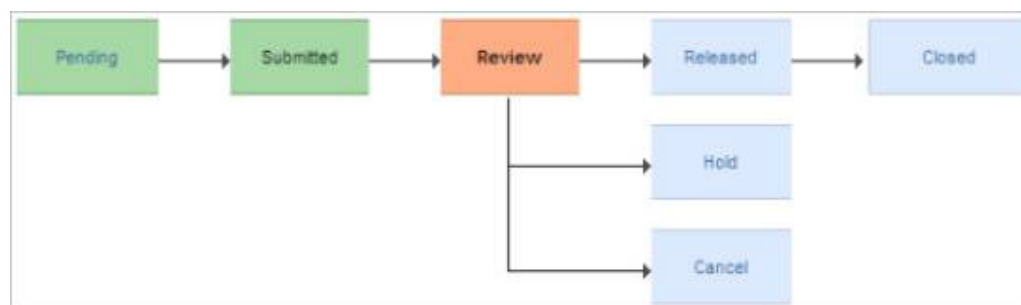 Pending
Submitted
Review
Released
Closed
Hold
Cancel